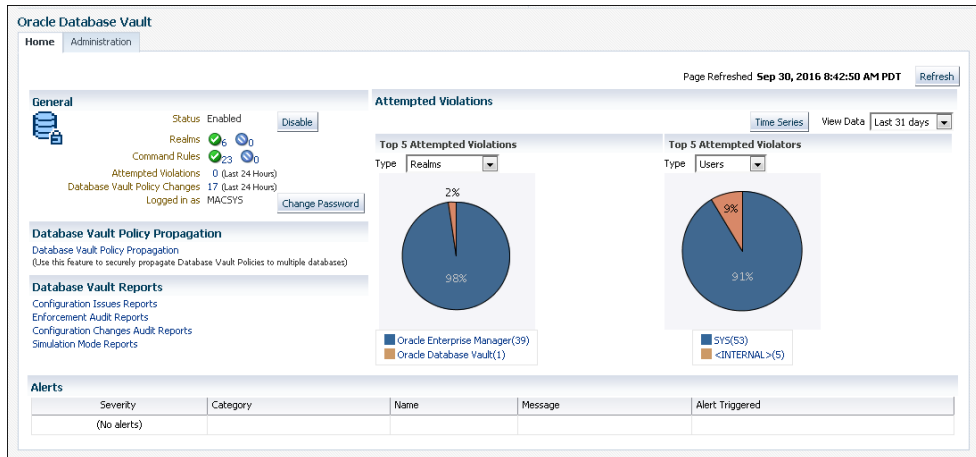 Oracle Database Vault
Home Administration
Page Refreshed Sep 30, 2016 8:42:50 AM PDT Refresh
General
Status Enabled Disable
Realms 6 0
Command Rules 23 0
Attempted Violations 0 (Last 24 Hours)
Database Vault Policy Changes 17 (Last 24 Hours)
Logged in as MACSYS Change Password
Database Vault Policy Propagation
Database Vault Policy Propagation
(Use this feature to securely propagate Database Vault Policies to multiple databases)
Database Vault Reports
Configuration Issues Reports
Enforcement Audit Reports
Configuration Changes Audit Reports
Simulation Mode Reports
Attempted Violations
Time Series View Data Last 31 days
Top 5 Attempted Violations
Type Realms
2%
98%
Oracle Enterprise Manager(39)
Oracle Database Vault(1)
Top 5 Attempted Violators
Type Users
9%
91%
SYS(53)
<INTERNAL>(5)
Alerts
Severity Category Name Message Alert Triggered
(No alerts)